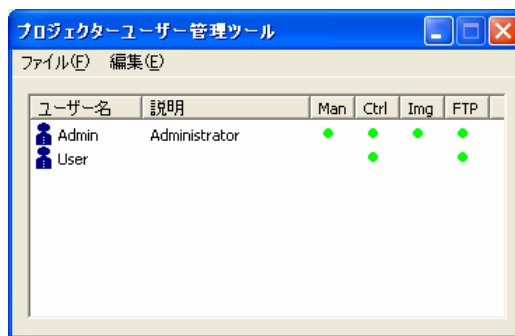 プロジェクターユーザー管理ツール
ファイル(F) 編集(E)
ユーザー名 説明 Man Ctrl Img FTP
Admin Administrator
User